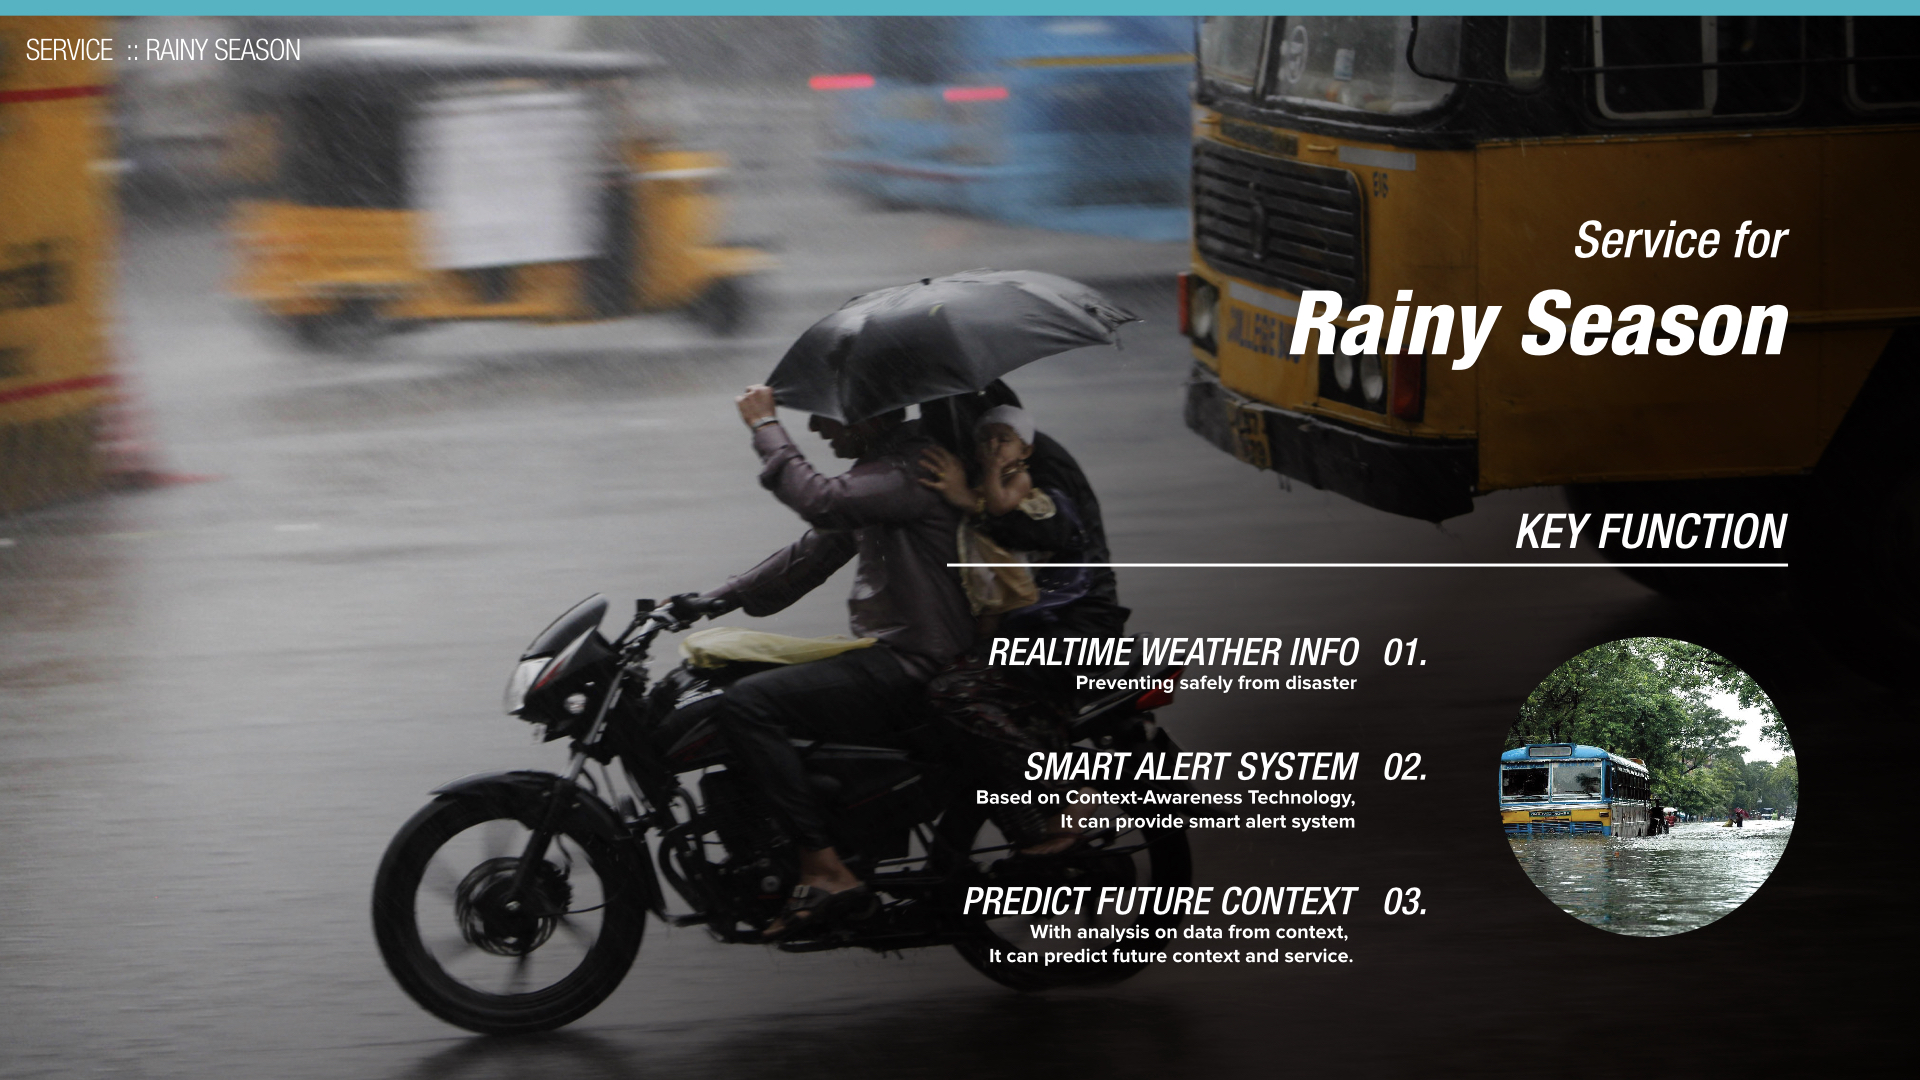 SERVICE :: RAINY SEASON
Service for
Rainy Season
KEY FUNCTION
REALTIME WEATHER INFO 01.
Preventing safely from disaster
SMART ALERT SYSTEM 02.
Based on Context-Awareness Technology,
It can provide smart alert system
PREDICT FUTURE CONTEXT 03.
With analysis on data from context,
It can predict future context and service.